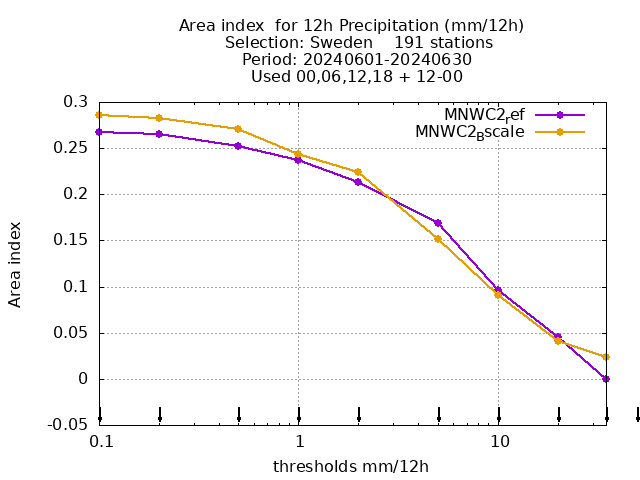 Area index  for 12h Precipitation (mm/12h)
Selection: Sweden    191 stations
Period: 20240601-20240630
Used 00,06,12,18 + 12-00
MNWC2ref
MNWC2Bscale
0.3
0.25
0.2
0.15
0.1
0.05
0
-0.05
Area index
0.1 1 10
thresholds mm/12h